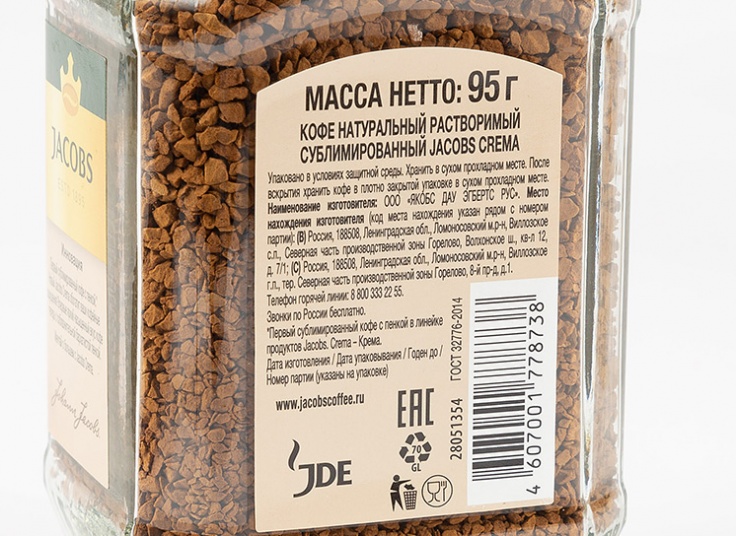 JACOBS
Инновация
МАССА НЕТТО: 95 г
КОФЕ НАТУРАЛЬНЫЙ РАСТВОРИМЫЙ
СУБЛИМИРОВАННЫЙ JACOBS CREMA
Упаковано в условиях защитной среды. Хранить в сухом прохладном месте. После
вскрытия хранить кофе в плотно закрытой упаковке в сухом прохладном месте.
Наименование изготовителя: ООО «ЯКОБС ДАУ ЭГБЕРТС РУС». Место
нахождения изготовителя (код места нахождения указан рядом с номером
партии): (В) Россия, 188508, Ленинградская обл., Ломоносовский м.р-н, Виллозское
с.п., Северная часть производственной зоны Горелово, Волхонское ш., кв-л 12,
д. 7/1; (С) Россия, 188508, Ленинградская обл., Ломоносовский м.р-н, Виллозское
г.п., тер. Северная часть производственной зоны Горелово, 8-й пр-д, д.1.
Телефон горячей линии: 8 800 333 22 55.
Звонки по России бесплатно.
*Первый сублимированный кофе с пенкой в линейке
продуктов Jacobs. Crema – Крема.
Дата изготовления / Дата упаковывания / Годен до /
Номер партии (указаны на упаковке)
www.jacobscoffee.ru
JDE
EAC
70
GL
28051354 ГОСТ 32776-2014
4 607001 778738